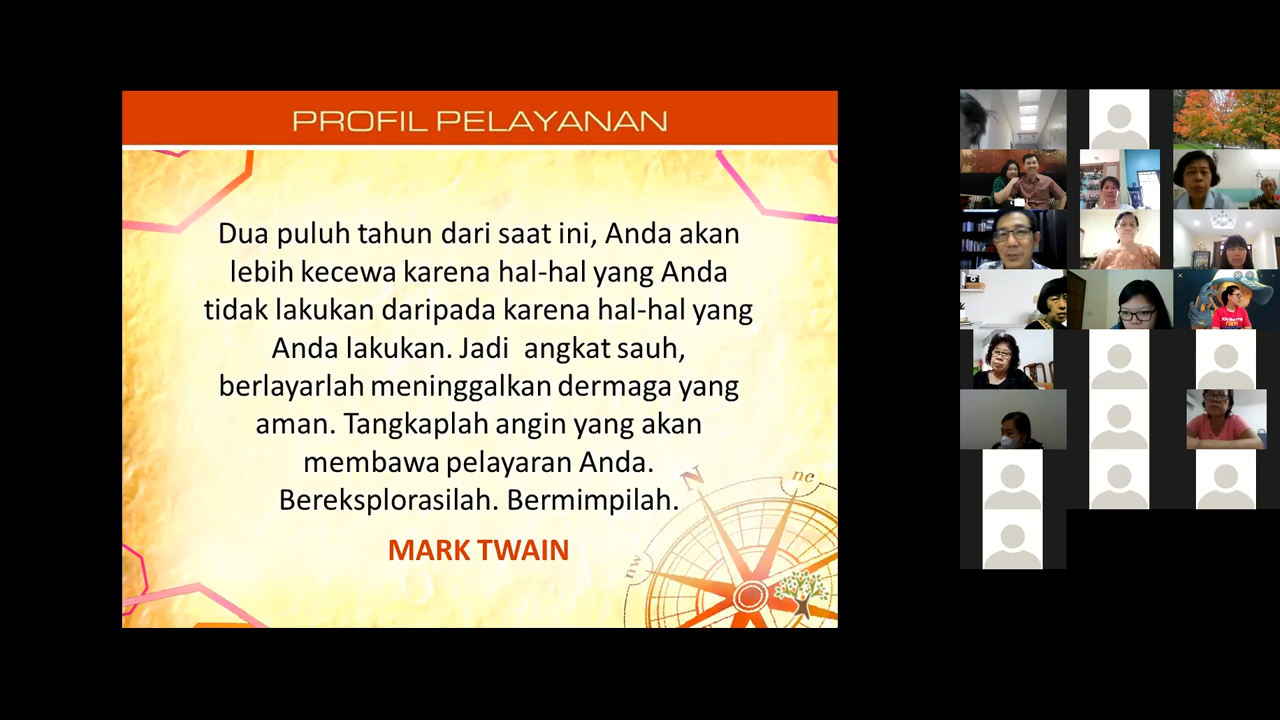 PROFIL PELAYANAN
Dua puluh tahun dari saat ini, Anda akan
lebih kecewa karena hal-hal yang Anda
tidak lakukan daripada karena hal-hal yang
Anda lakukan. Jadi  angkat sauh,
berlayarlah meninggalkan dermaga yang
aman. Tangkaplah angin yang akan
membawa pelayaran Anda.
Bereksplorasilah. Bermimpilah.
MARK TWAIN
N
ne
nw